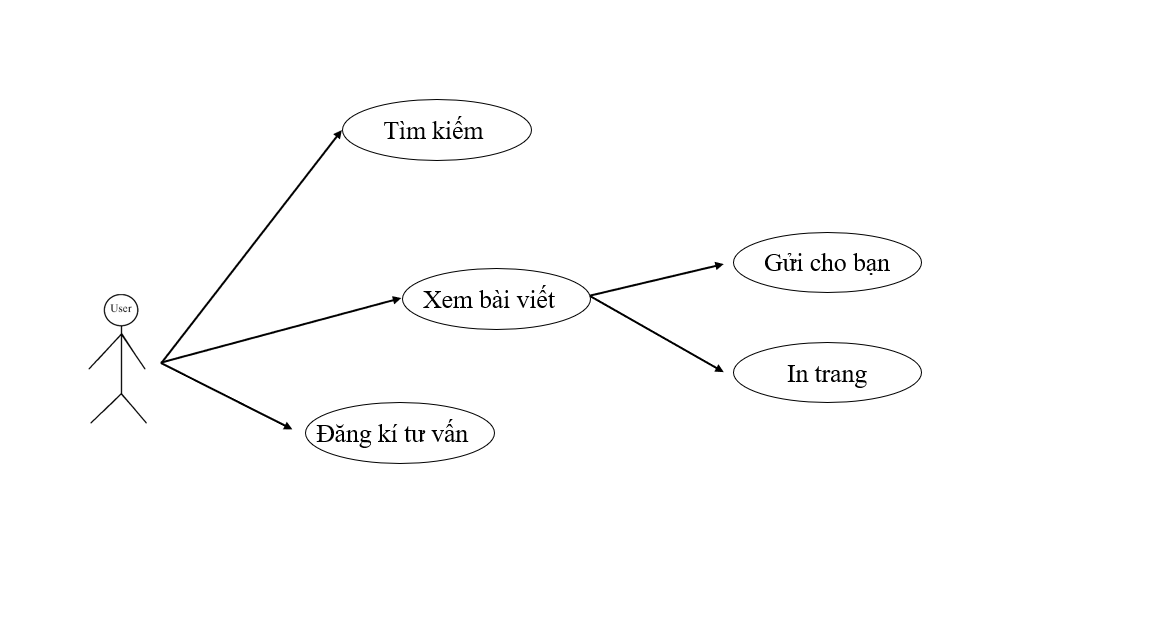 Tìm kiếm
Gửi cho bạn
Xem bài viết
User
In trang
Đăng kí tư vấn